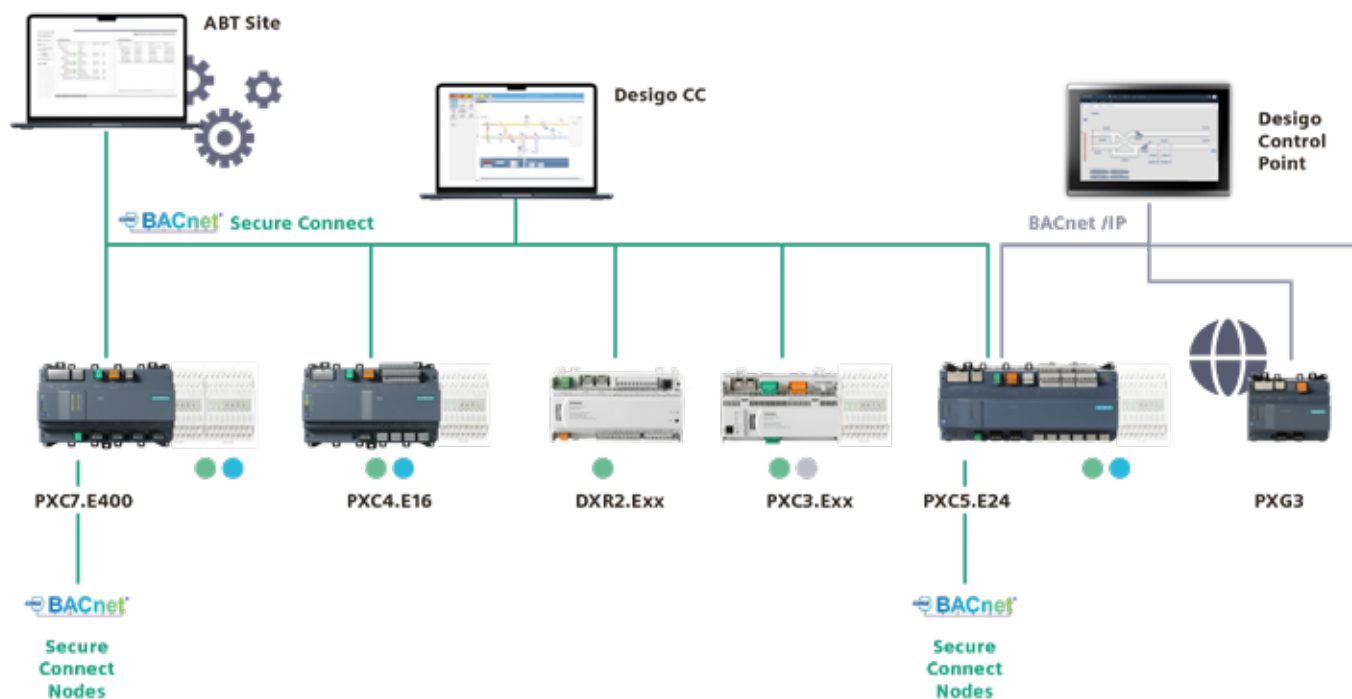 ABT Site
Desigo CC
Desigo
Control
Point
BACnet Secure Connect
BACnet /IP
PXC7.E400
PXC4.E16
DXR2.Exx
PXC3.Exx
PXC5.E24
PXG3
BACnet
Secure
Connect
Nodes
BACnet
Secure
Connect
Nodes